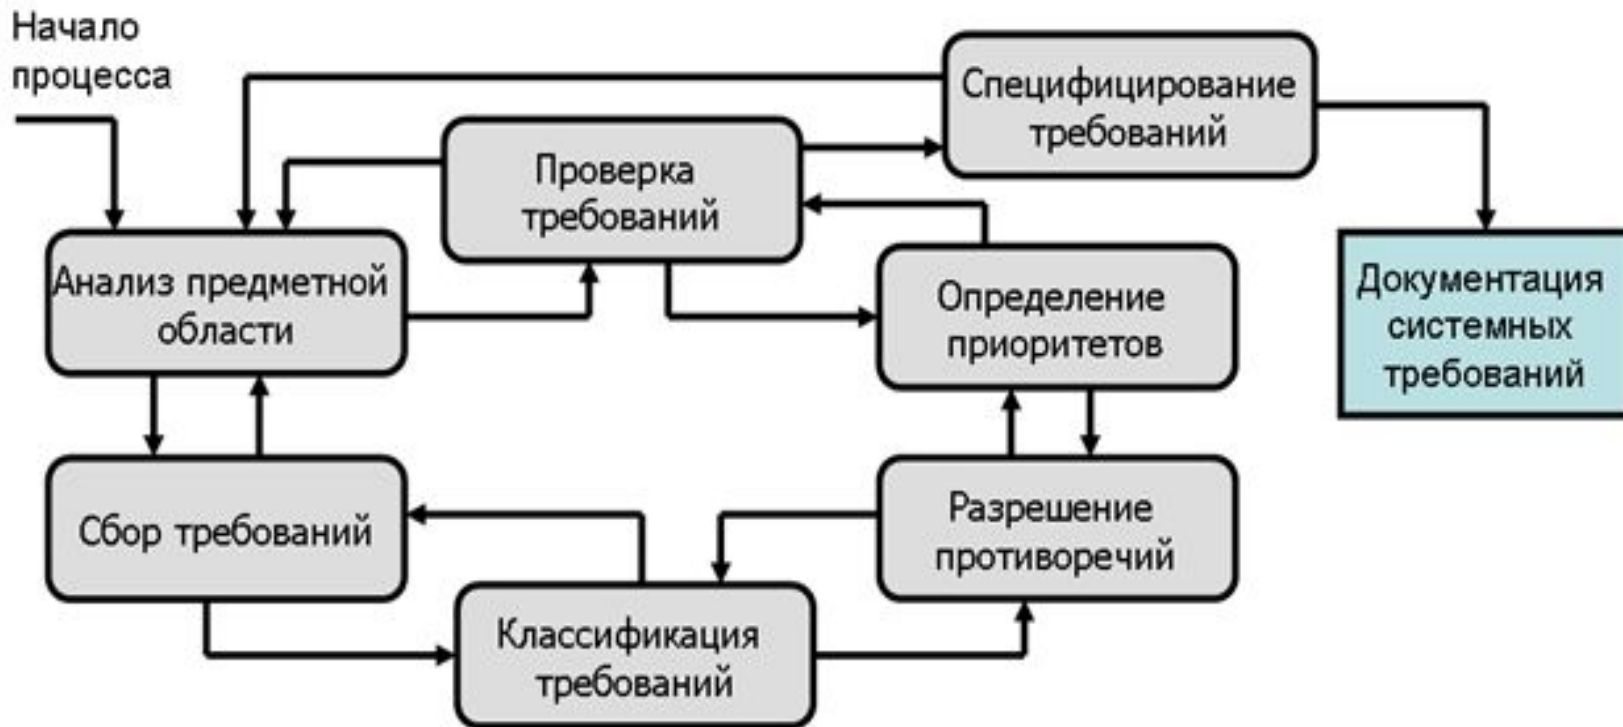 Начало
процесса
Специфицирование
требований
Проверка
требований
Анализ предметной
области
Определение
приоритетов
Документация
системных
требований
Сбор требований
Разрешение
противоречий
Классификация
требований